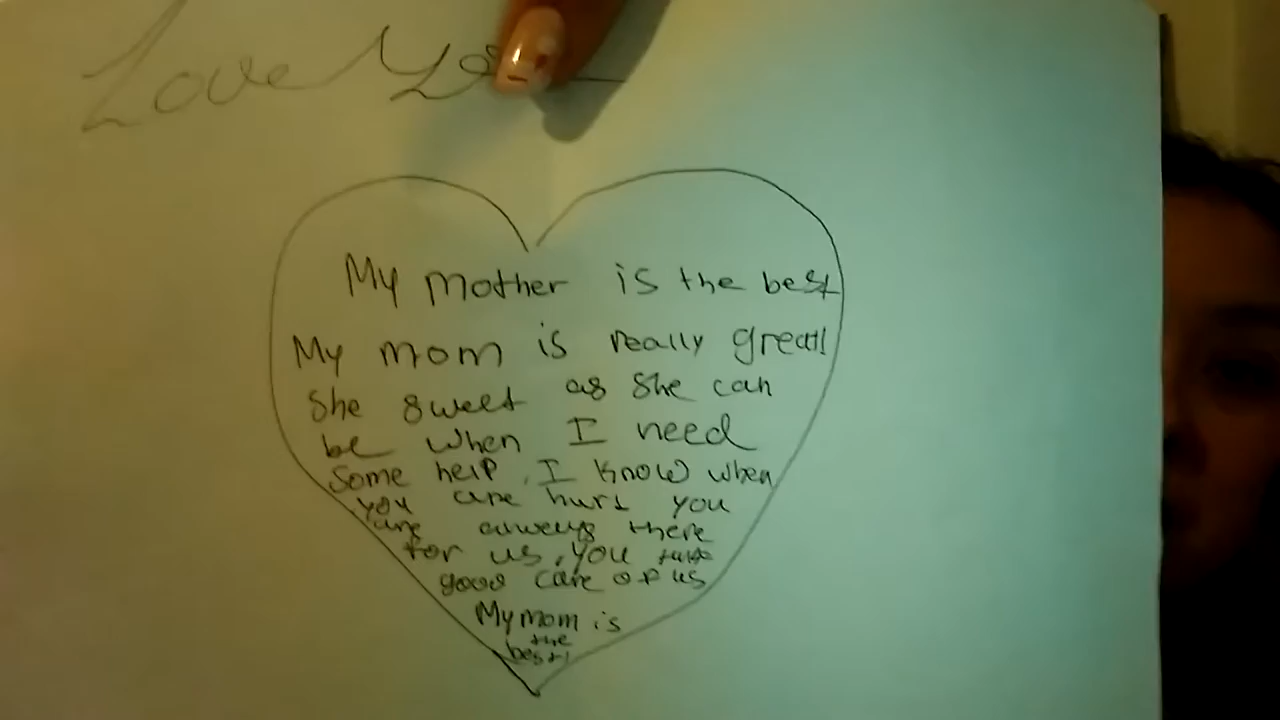 Love You
My mother is the best
My mom is really great!
She sweet as she can
be when I need
some help, I know when
you are hurt you
are always there
for us, you take
good care of us
My mom is
the
best!